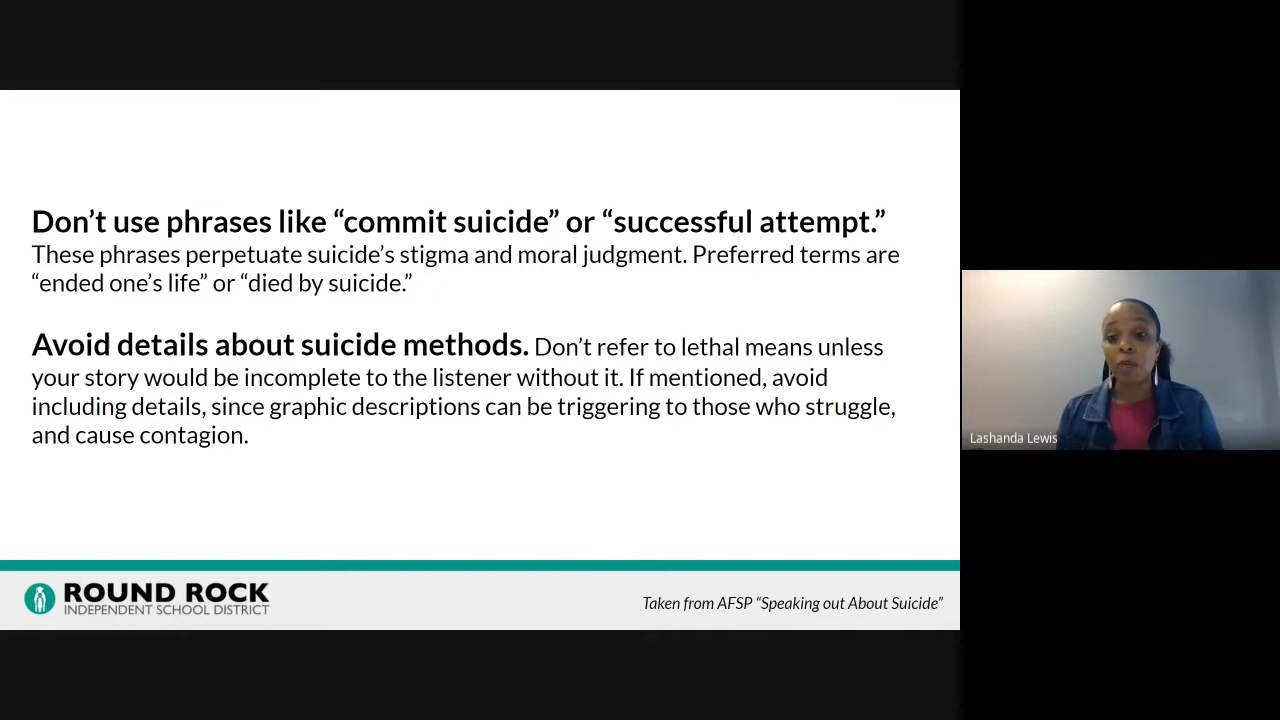 Don’t use phrases like “commit suicide” or “successful attempt.”
These phrases perpetuate suicide’s stigma and moral judgment. Preferred terms are
“ended one’s life” or “died by suicide.”
Avoid details about suicide methods. Don’t refer to lethal means unless
your story would be incomplete to the listener without it. If mentioned, avoid
including details, since graphic descriptions can be triggering to those who struggle,
and cause contagion.
Lashanda Lewis
ROUND ROCK
INDEPENDENT SCHOOL DISTRICT
Taken from AFSP “Speaking out About Suicide”